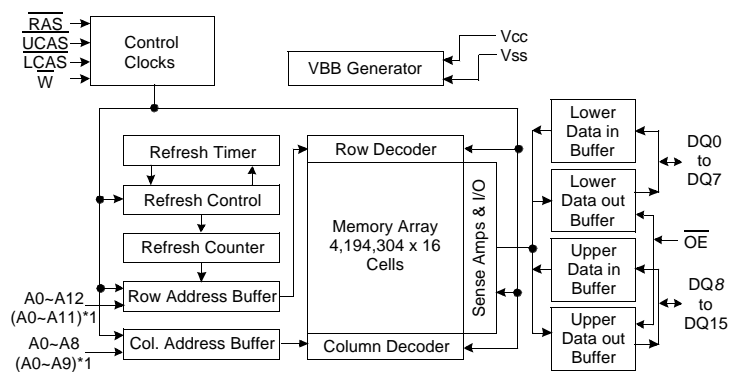 RAS
UCAS
LCAS
W
Control
Clocks
VBB Generator
Vcc
Vss
Refresh Timer
Refresh Control
Refresh Counter
Row Address Buffer
Col. Address Buffer
A0~A12
(A0~A11)*1
A0~A8
(A0~A9)*1
Row Decoder
Memory Array
4,194,304 x 16
Cells
Column Decoder
Sense Amps & I/O
Lower
Data in
Buffer
Lower
Data out
Buffer
Upper
Data in
Buffer
Upper
Data out
Buffer
DQ0
to
DQ7
OE
DQ8
to
DQ15